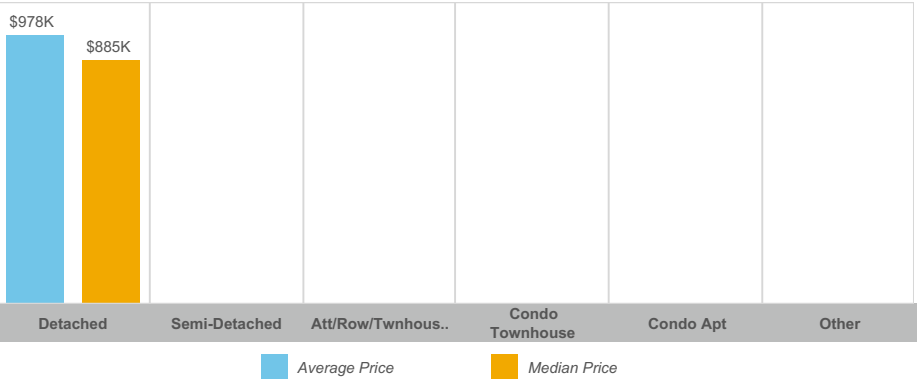 $978K
$885K
Detached
Semi-Detached
Att/Row/Twnhous..
Condo
Townhouse
Condo Apt
Other
Average Price
Median Price